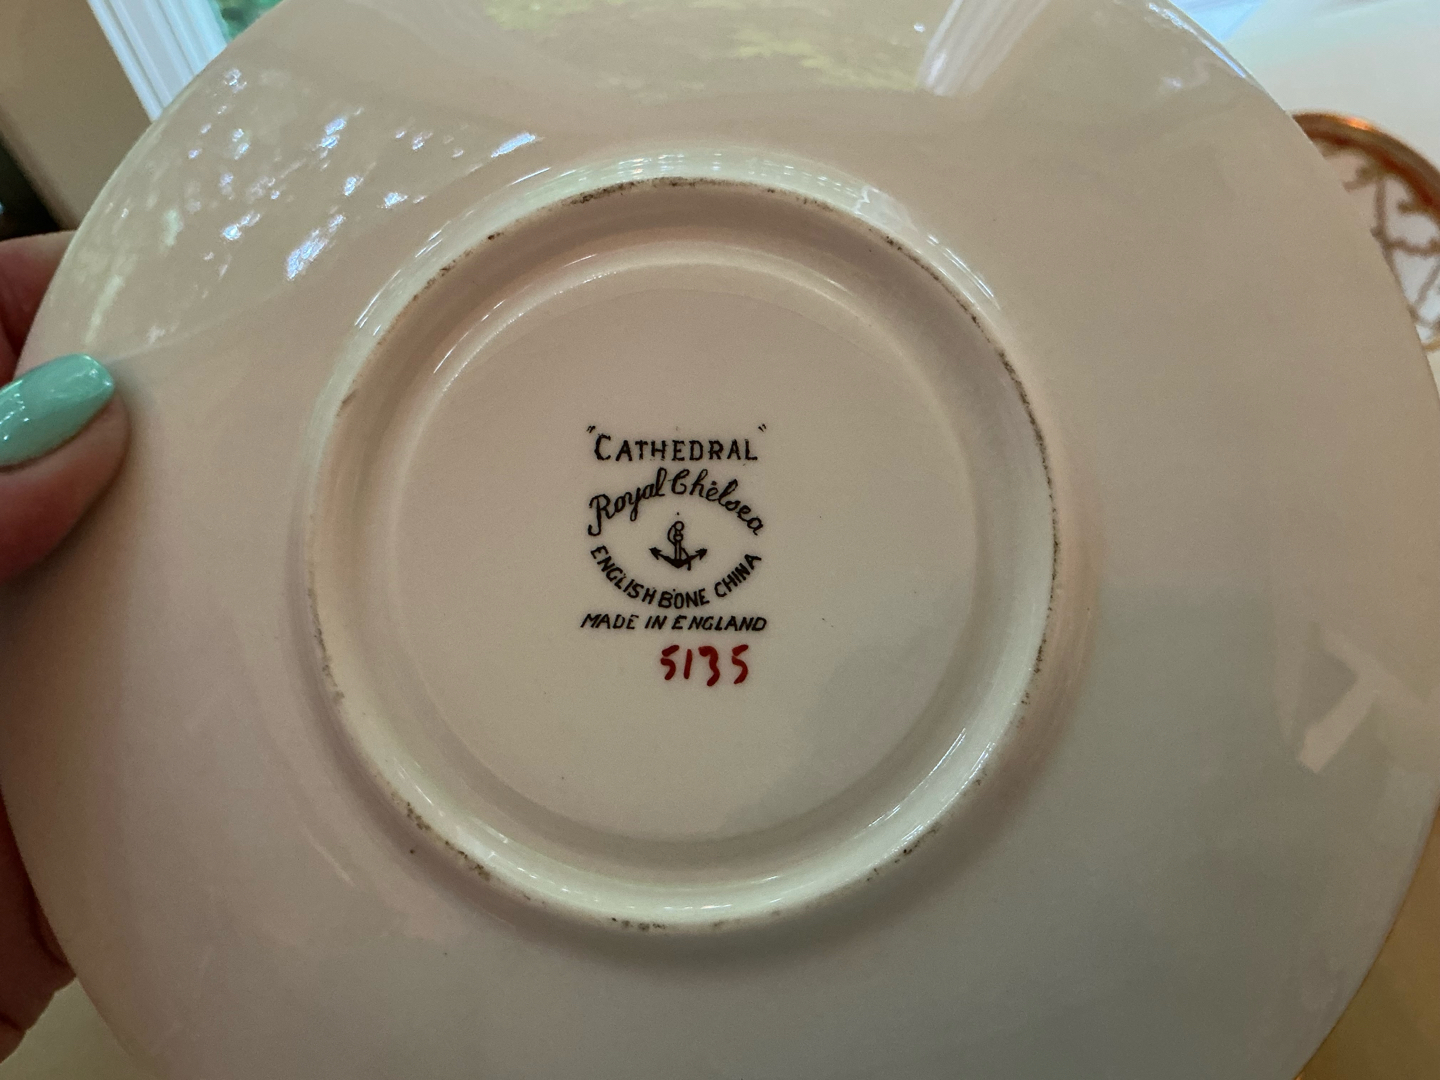 "CATHEDRAL"
Royal Chelsea
ENGLISH BONE CHINA
MADE IN ENGLAND
5135